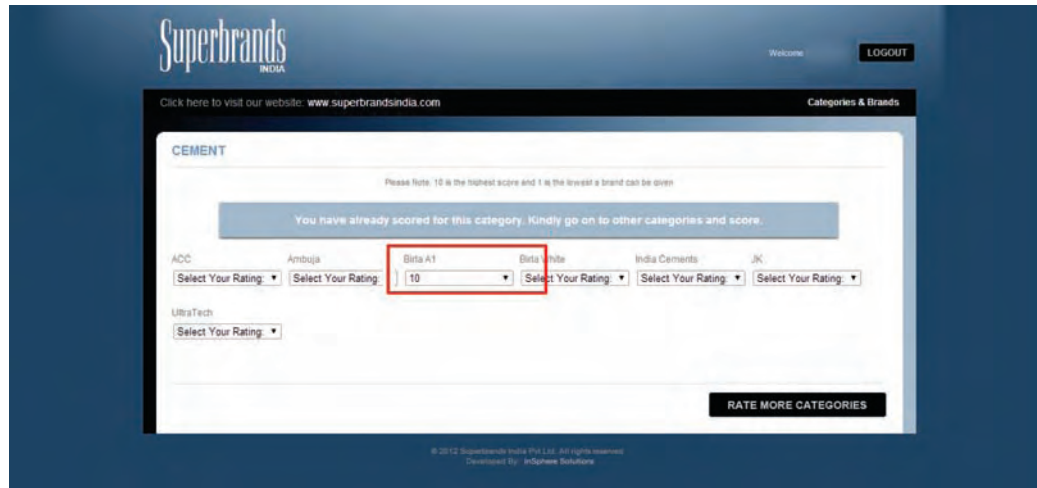 Superbrands
INDIA
Welcome
LOGOUT
Click here to visit our website: www.superbrandsindia.com
Categories & Brands
CEMENT
Please Note: 10 is the highest score and 1 is the lowest a brand can be given
You have already scored for this category. Kindly go on to other categories and score.
ACC Ambuja Birla A1 Birla White India Cements JK
Select Your Rating: Select Your Rating: 10 Select Your Rating: Select Your Rating: Select Your Rating:
UltraTech
Select Your Rating:
RATE MORE CATEGORIES
© 2012 Superbrands India Pvt Ltd. All rights reserved
Developed By: InSphere Solutions